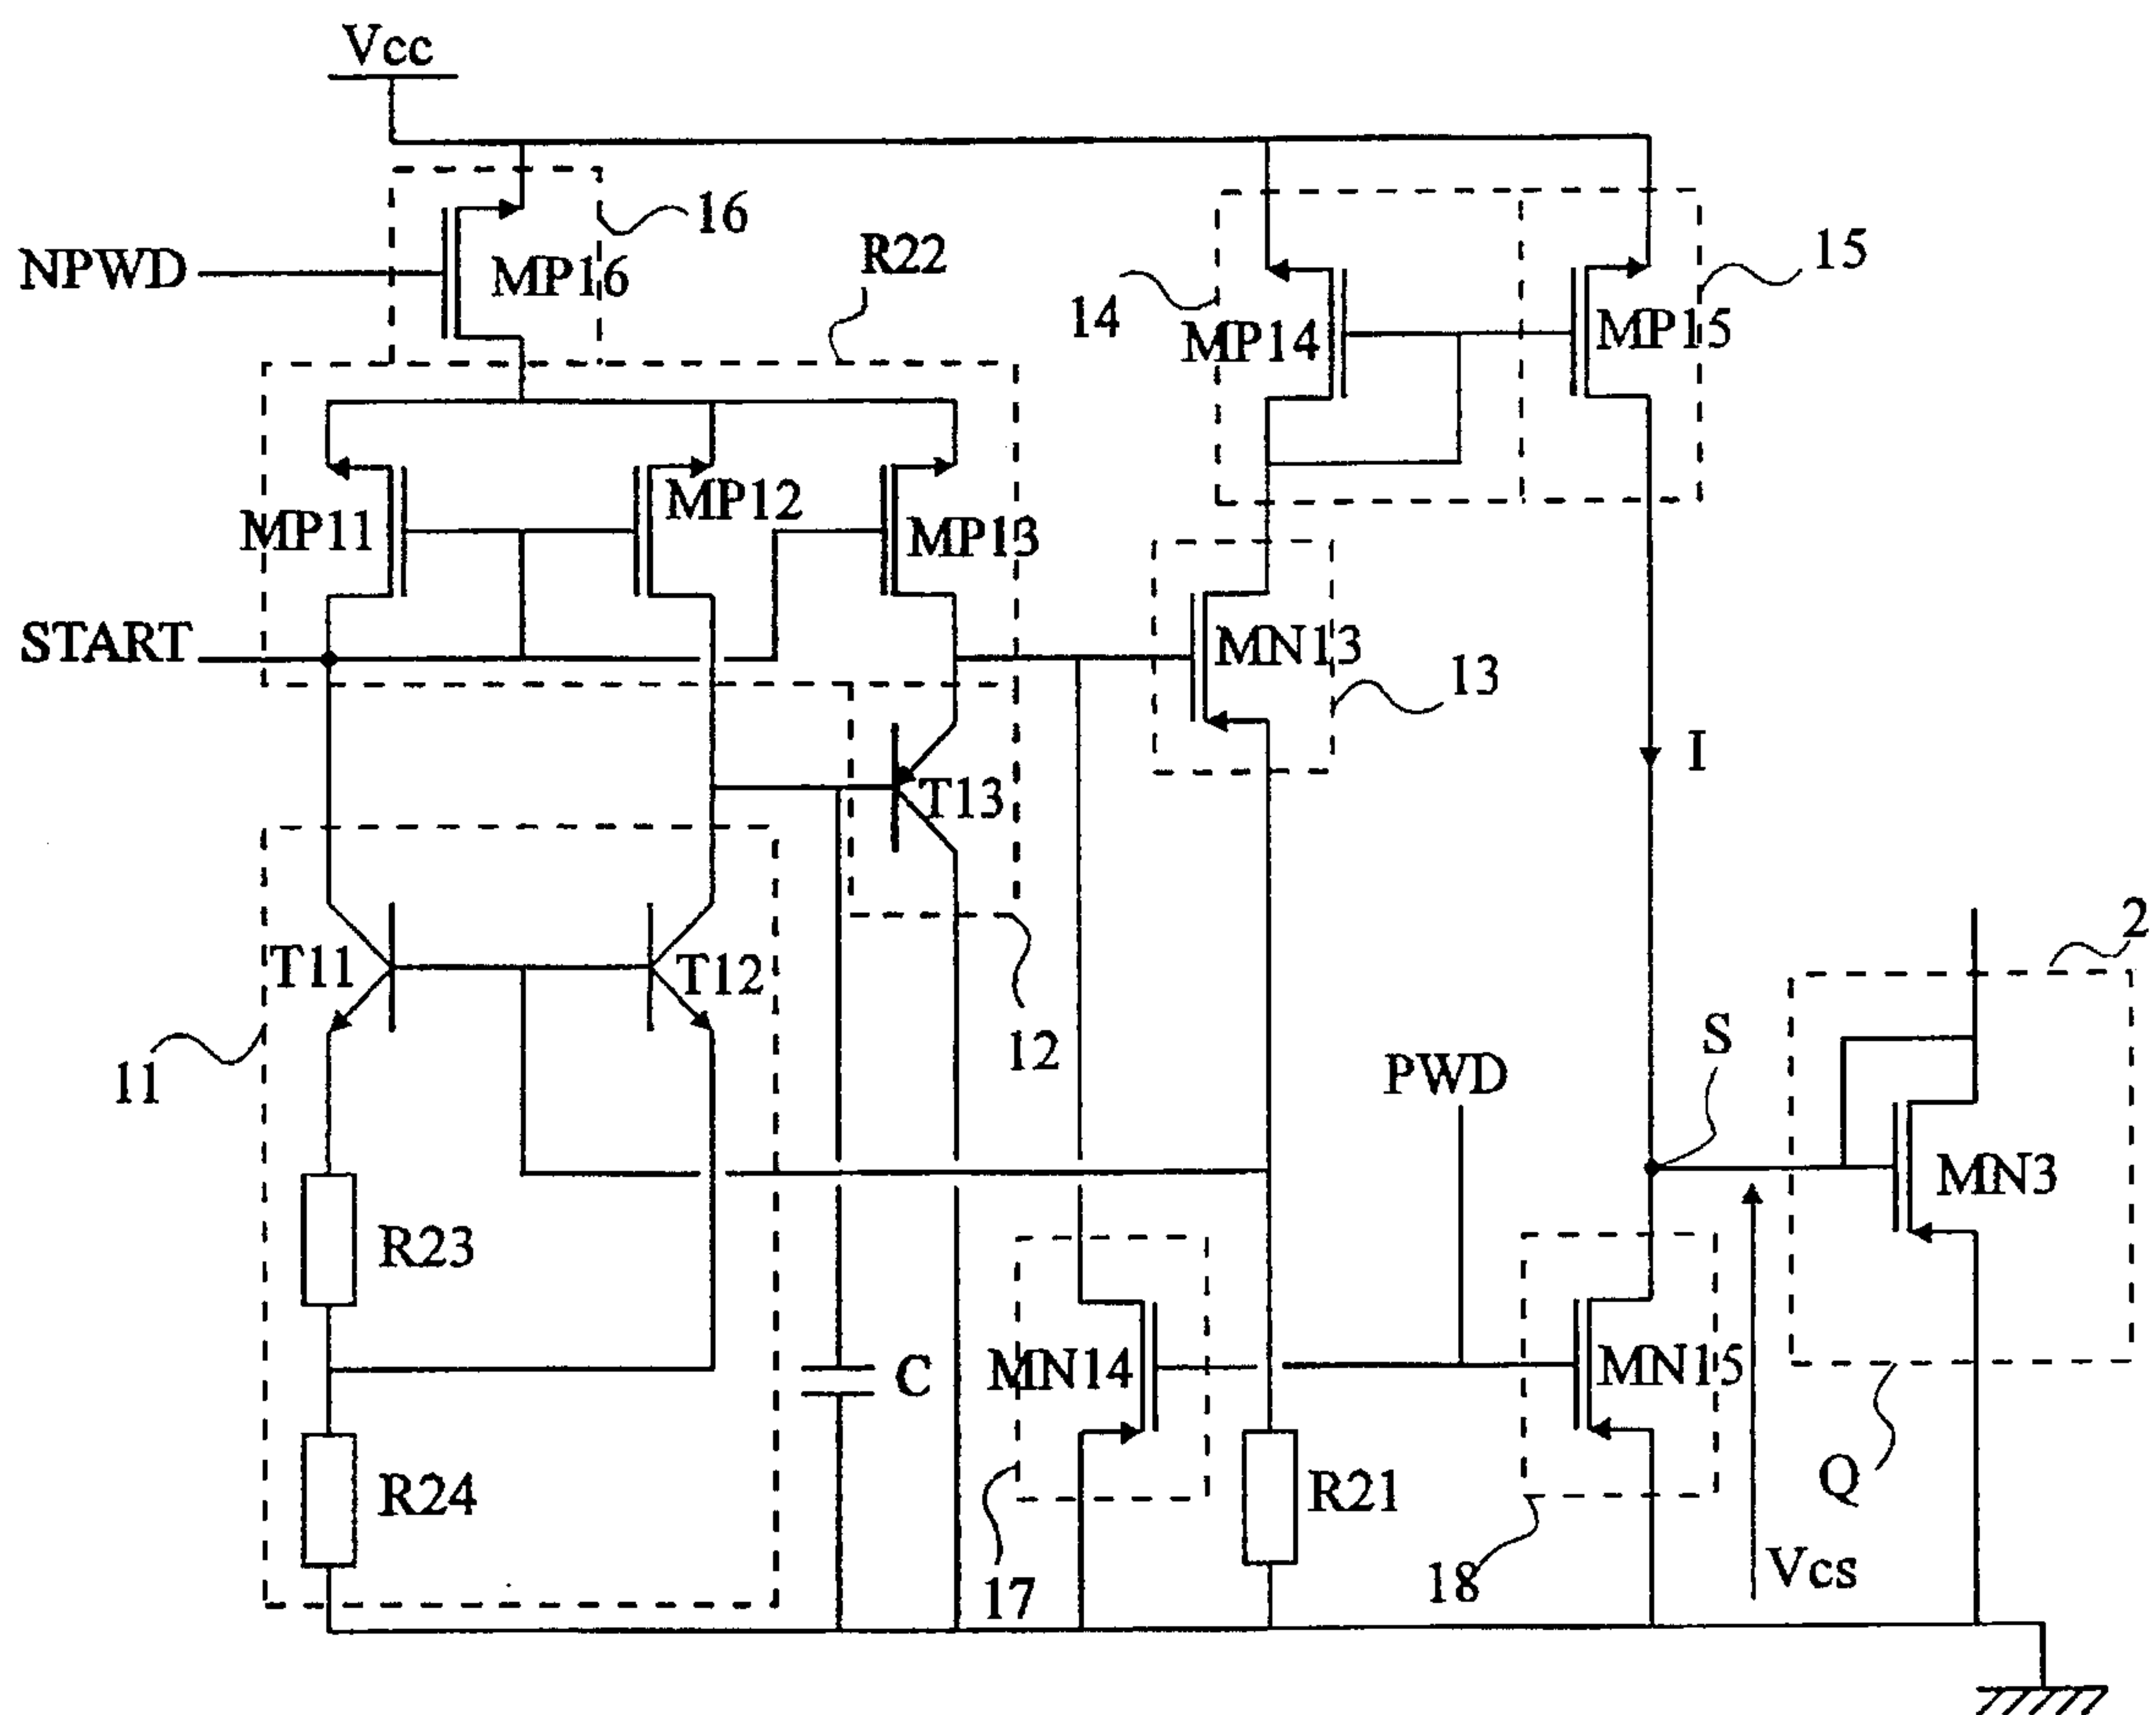 Vcc
16
R22
15
NPWD
MP16
14
MP14
MP15
MP11
MP12
MP13
START
MN13
13
I
T13
T11
T12
2
12
S
11
PWD
MN3
R23
C
MN14
MN15
R24
R21
Q
17
18
Vcs